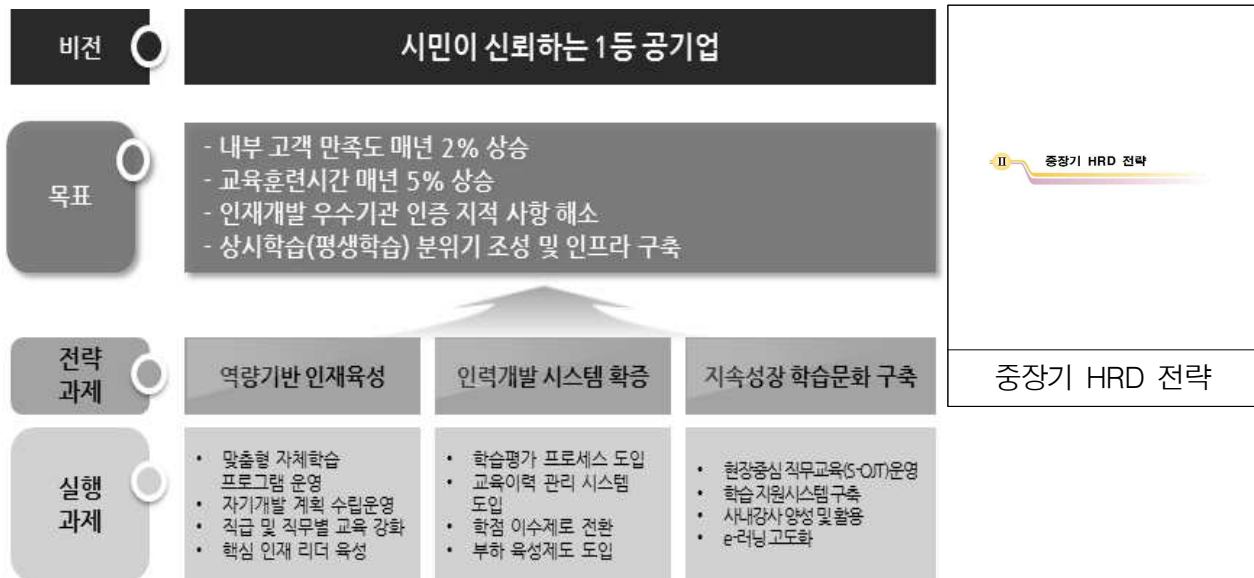 비전
시민이 신뢰하는 1등 공기업
목표
- 내부 고객 만족도 매년 2% 상승
- 교육훈련시간 매년 5% 상승
- 인재개발 우수기관 인증 지적 사항 해소
- 상시학습(평생학습) 분위기 조성 및 인프라 구축
전략
과제
역량기반 인재육성
인력개발 시스템 확증
지속성장 학습문화 구축
실행
과제
• 맞춤형 자체학습
프로그램 운영
• 자기개발 계획 수립운영
• 직급 및 직무별 교육 강화
• 핵심 인재 리더 육성
• 학습평가 프로세스 도입
• 교육이력 관리 시스템
도입
• 학점 이수제로 전환
• 부하 육성제도 도입
• 현장중심 직무교육(S-OJT)운영
• 학습 지원시스템 구축
• 사내강사 양성 및 활용
• e-러닝 고도화
II 중장기 HRD 전략
중장기 HRD 전략